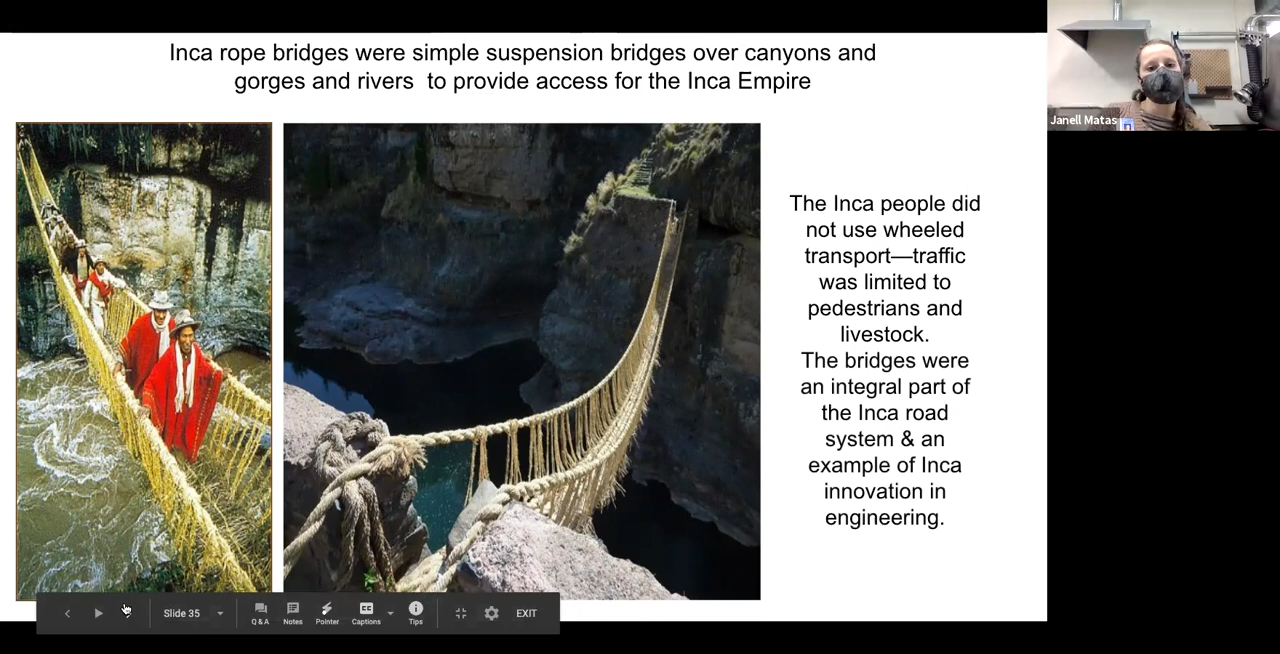 Inca rope bridges were simple suspension bridges over canyons and
gorges and rivers  to provide access for the Inca Empire
Janell Matas
The Inca people did
not use wheeled
transport—traffic
was limited to
pedestrians and
livestock.
The bridges were
an integral part of
the Inca road
system & an
example of Inca
innovation in
engineering.
Slide 35
Q & A
Notes
Pointer
CC
Captions
Tips
EXIT